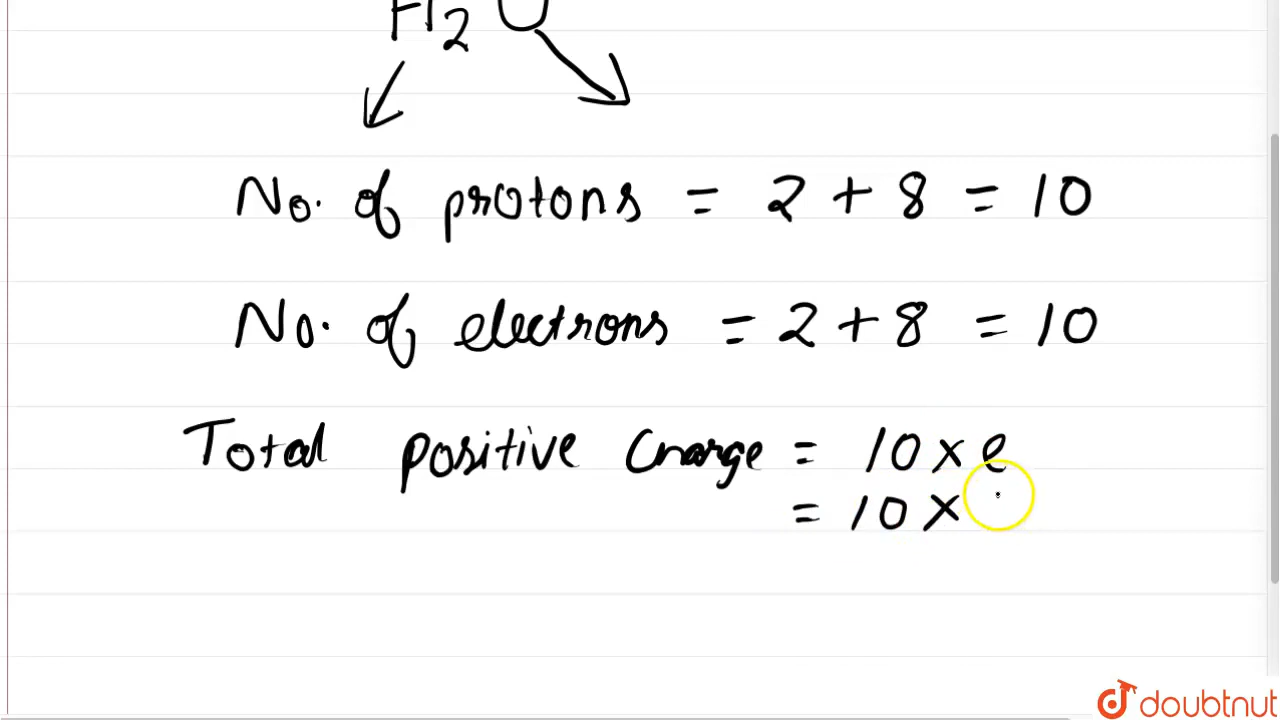 H2O
No. of protons = 2 + 8 = 10
No. of electrons = 2 + 8 = 10
Total positive Charge = 10 × e
= 10 ×
doubtnut